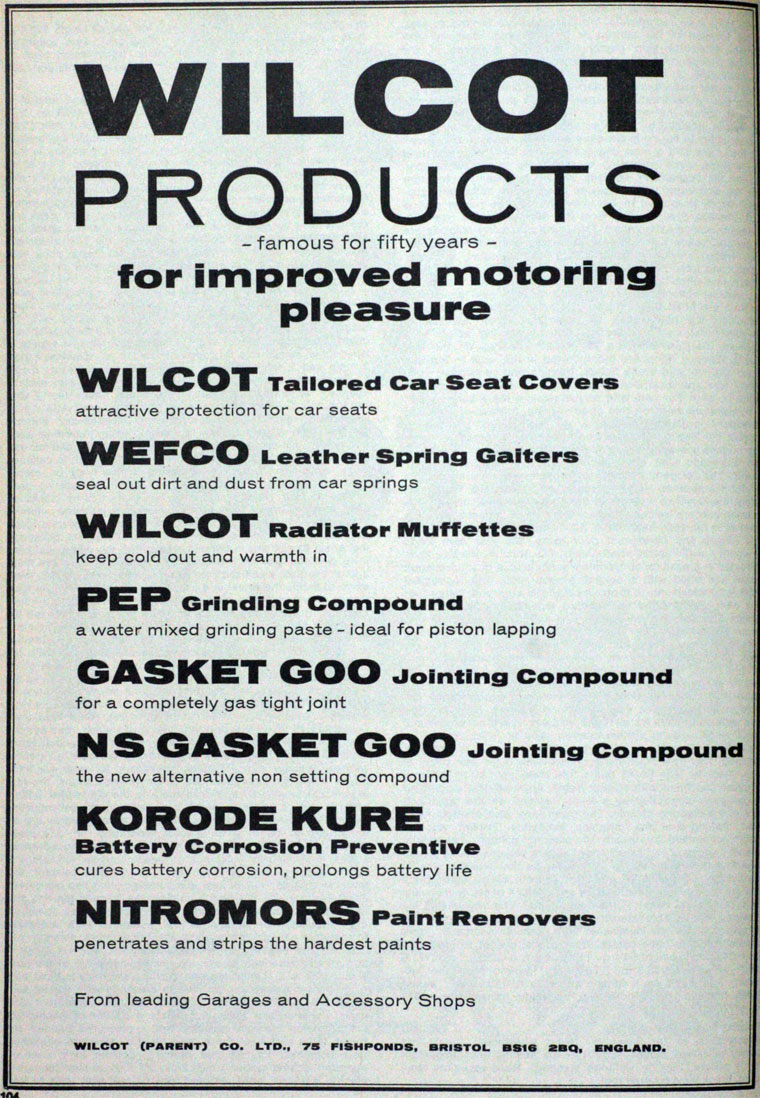 WILCOT
PRODUCTS
– famous for fifty years –
for improved motoring
pleasure
WILCOT Tailored Car Seat Covers
attractive protection for car seats
WEFCO Leather Spring Gaiters
seal out dirt and dust from car springs
WILCOT Radiator Muffettes
keep cold out and warmth in
PEP Grinding Compound
a water mixed grinding paste – ideal for piston lapping
GASKET GOO Jointing Compound
for a completely gas tight joint
NS GASKET GOO Jointing Compound
the new alternative non setting compound
KORODE KURE
Battery Corrosion Preventive
cures battery corrosion, prolongs battery life
NITROMORS Paint Removers
penetrates and strips the hardest paints
From leading Garages and Accessory Shops
WILCOT (PARENT) CO. LTD., 75 FISHPONDS, BRISTOL BS16 2BQ, ENGLAND.
104